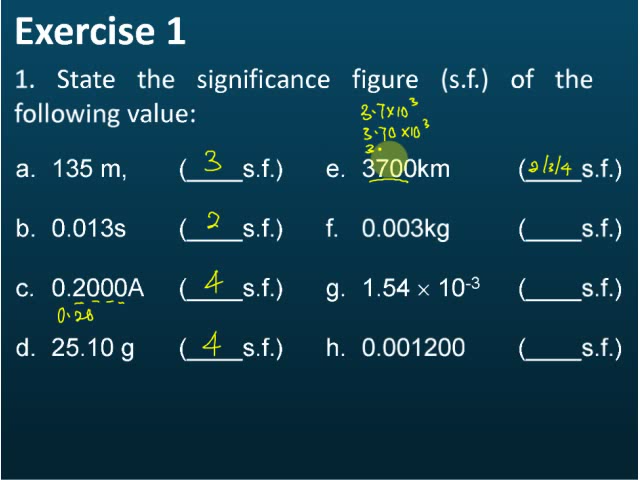 Exercise 1
1. State the significance figure (s.f.) of the
following value:
3.7×10³
3.70×10³
3.
a. 135 m, (3 s.f.) e. 3700km (2/3/4 s.f.)
b. 0.013s (2 s.f.) f. 0.003kg (____s.f.)
c. 0.2000A (4 s.f.) g. 1.54 × 10⁻³ (____s.f.)
0.20
d. 25.10 g (4 s.f.) h. 0.001200 (____s.f.)